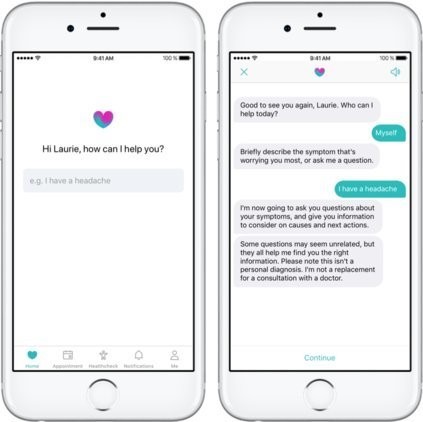 9:41 AM
100 %
Hi Laurie, how can I help you?
e.g. I have a headache
Home
Appointment
Healthcheck
Notifications
Me
9:41 AM
100 %
Good to see you again, Laurie. Who can I
help today?
Myself
Briefly describe the symptom that's
worrying you most, or ask me a question.
I have a headache
I'm now going to ask you questions about
your symptoms, and give you information
to consider on causes and next actions.
Some questions may seem unrelated, but
they all help me find you the right
information. Please note this isn't a
personal diagnosis. I'm not a replacement
for a consultation with a doctor.
Continue